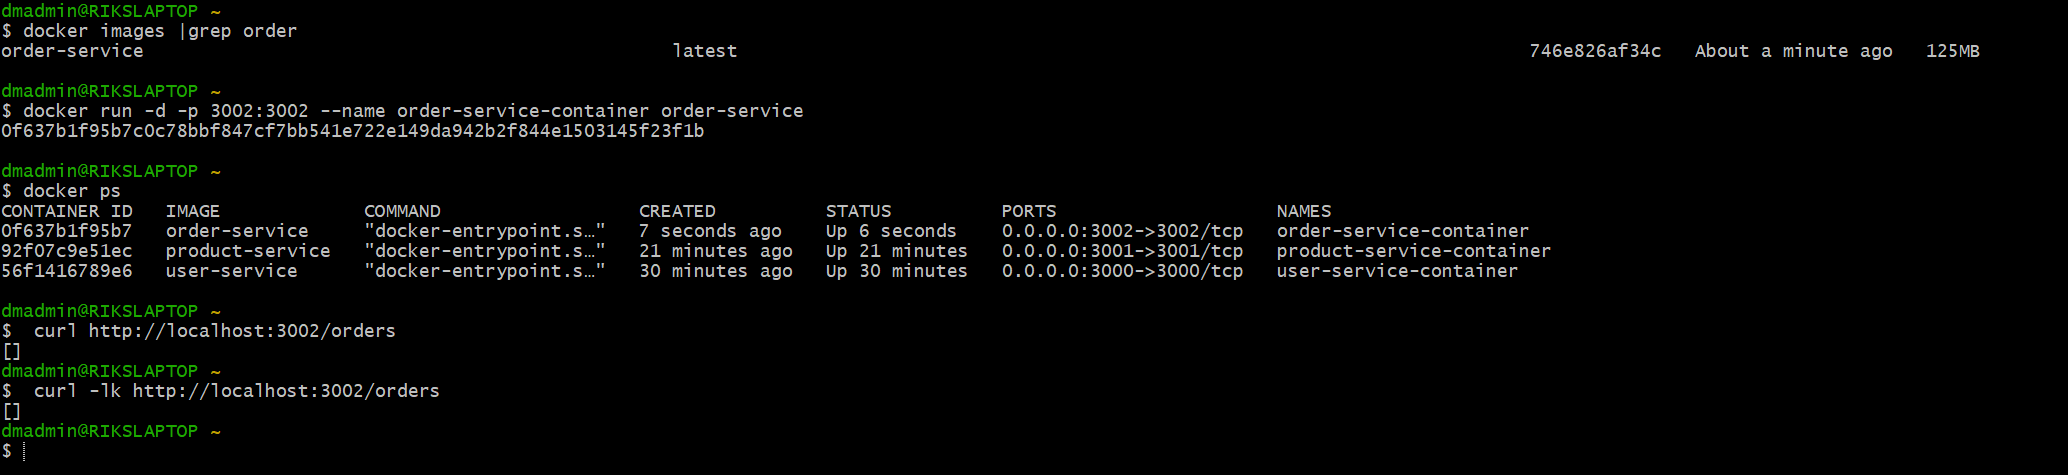 dmadmin@RIKSLAPTOP ~
$ docker images |grep order
order-service latest 746e826af34c About a minute ago 125MB
dmadmin@RIKSLAPTOP ~
$ docker run -d -p 3002:3002 --name order-service-container order-service
0f637b1f95b7c0c78bbf847cf7bb541e722e149da942b2f844e1503145f23f1b
dmadmin@RIKSLAPTOP ~
$ docker ps
CONTAINER ID IMAGE COMMAND CREATED STATUS PORTS NAMES
0f637b1f95b7 order-service "docker-entrypoint.s…" 7 seconds ago Up 6 seconds 0.0.0.0:3002->3002/tcp order-service-container
92f07c9e51ec product-service "docker-entrypoint.s…" 21 minutes ago Up 21 minutes 0.0.0.0:3001->3001/tcp product-service-container
56f1416789e6 user-service "docker-entrypoint.s…" 30 minutes ago Up 30 minutes 0.0.0.0:3000->3000/tcp user-service-container
dmadmin@RIKSLAPTOP ~
$  curl http://localhost:3002/orders
[]
dmadmin@RIKSLAPTOP ~
$  curl -lk http://localhost:3002/orders
[]
dmadmin@RIKSLAPTOP ~
$